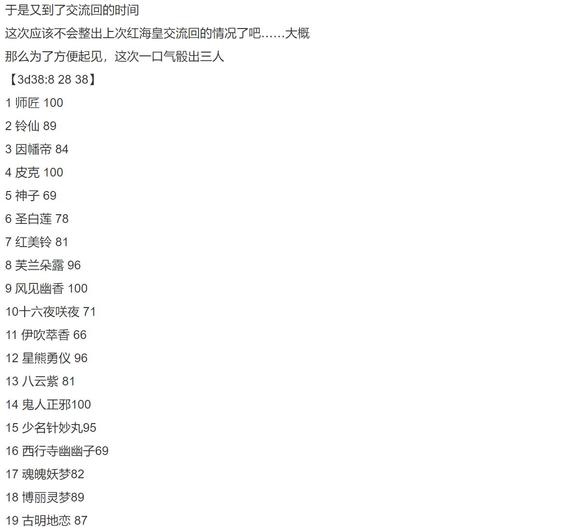 于是又到了交流回的时间
这次应该不会整出上次红海皇交流回的情况了吧……大概
那么为了方便起见，这次一口气骰出三人
【3d38:8 28 38】
1 师匠 100
2 铃仙 89
3 因幡帝 84
4 皮克 100
5 神子 69
6 圣白莲 78
7 红美铃 81
8 芙兰朵露 96
9 风见幽香 100
10十六夜咲夜 71
11 伊吹萃香 66
12 星熊勇仪 96
13 八云紫 81
14 鬼人正邪100
15 少名针妙丸95
16 西行寺幽幽子69
17 魂魄妖梦82
18 博丽灵梦89
19 古明地恋 87